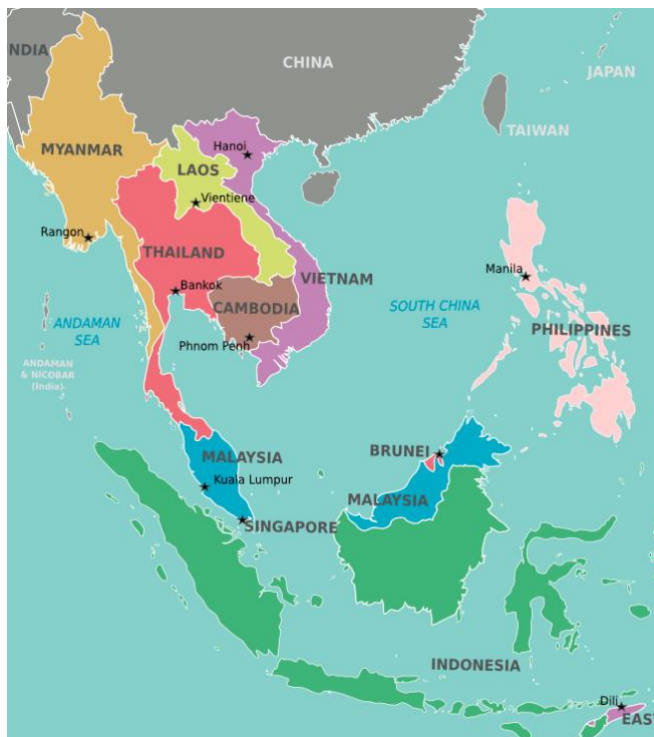 NDIA
CHINA
JAPAN
TAIWAN
MYANMAR
Hanoi
LAOS
Vientiene
Rangon
THAILAND
Bankok
VIETNAM
CAMBODIA
Manila
SOUTH CHINA
SEA
PHILIPPINES
ANDAMAN
SEA
Phnom Penh
ANDAMAN
& NICOBAR
(India)
MALAYSIA
BRUNEI
Kuala Lumpur
MALAYSIA
SINGAPORE
INDONESIA
Dili
EAST